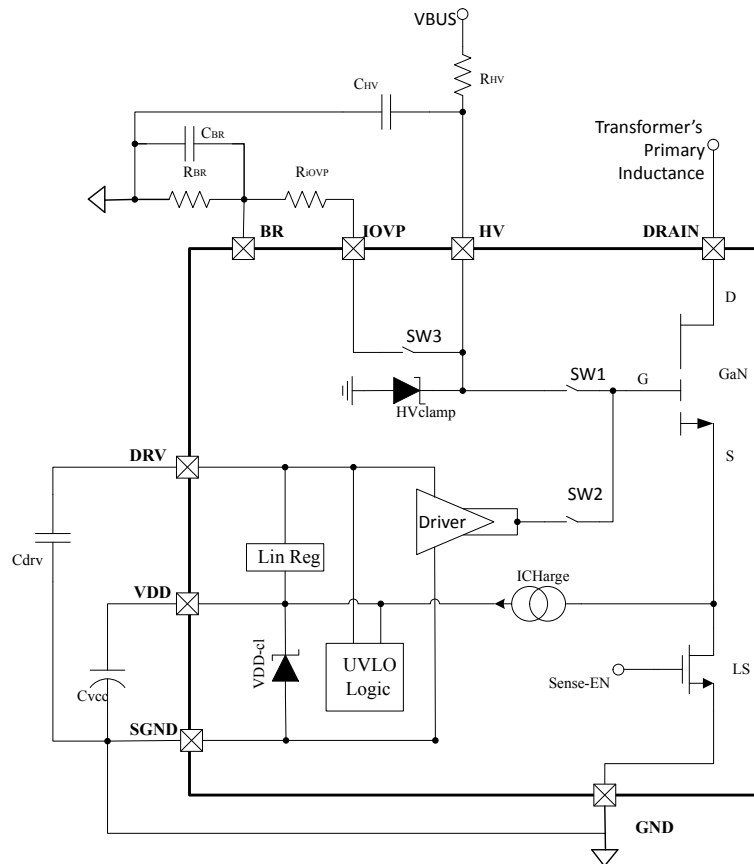 VBUS
RHV
CHV
Transformer's
Primary
Inductance
CBR
RBR
RiOVP
BR
IOVP
HV
DRAIN
D
SW3
SW1
G
GaN
HVclamp
S
DRV
SW2
Driver
Cdrv
Lin Reg
ICHarge
VDD
VDD-cl
UVLO
Logic
Sense-EN
LS
Cvcc
SGND
GND